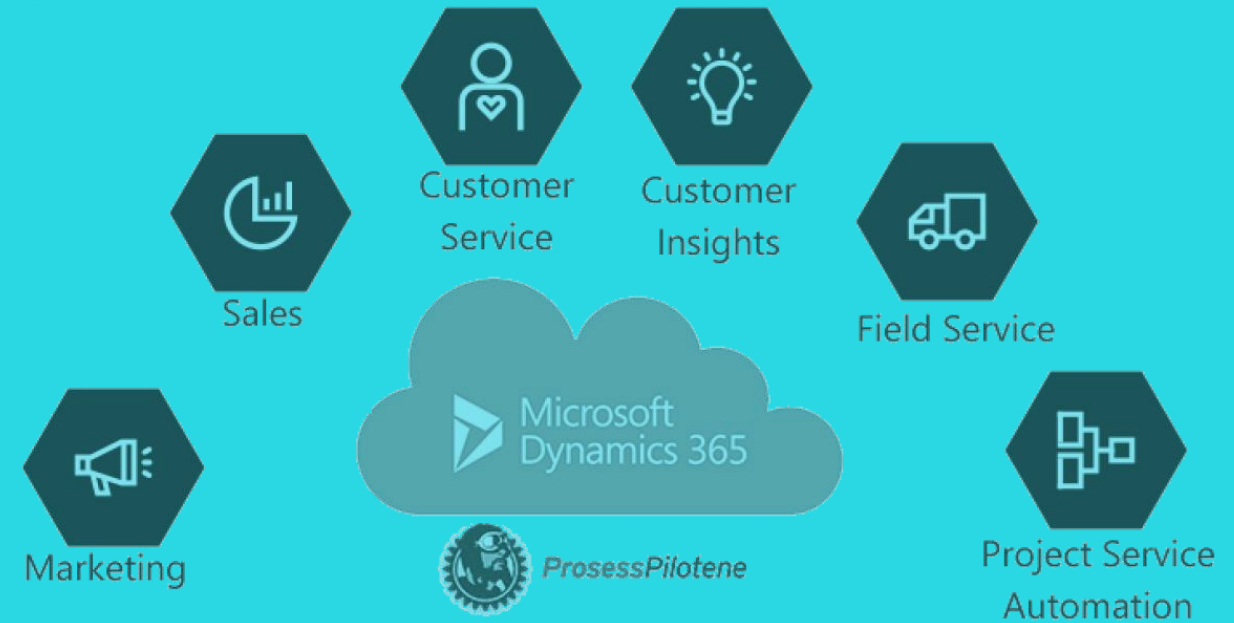 Customer
Service
Customer
Insights
Sales
Field Service
Microsoft
Dynamics 365
Marketing
ProsessPilotene
Project Service
Automation